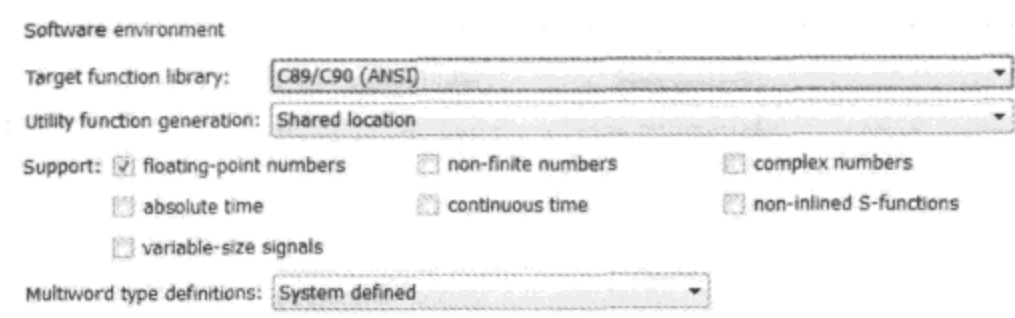 Software environment
Target function library: C89/C90 (ANSI)
Utility function generation: Shared location
Support: floating-point numbers non-finite numbers complex numbers
absolute time continuous time non-inlined S-functions
variable-size signals
Multiword type definitions: System defined